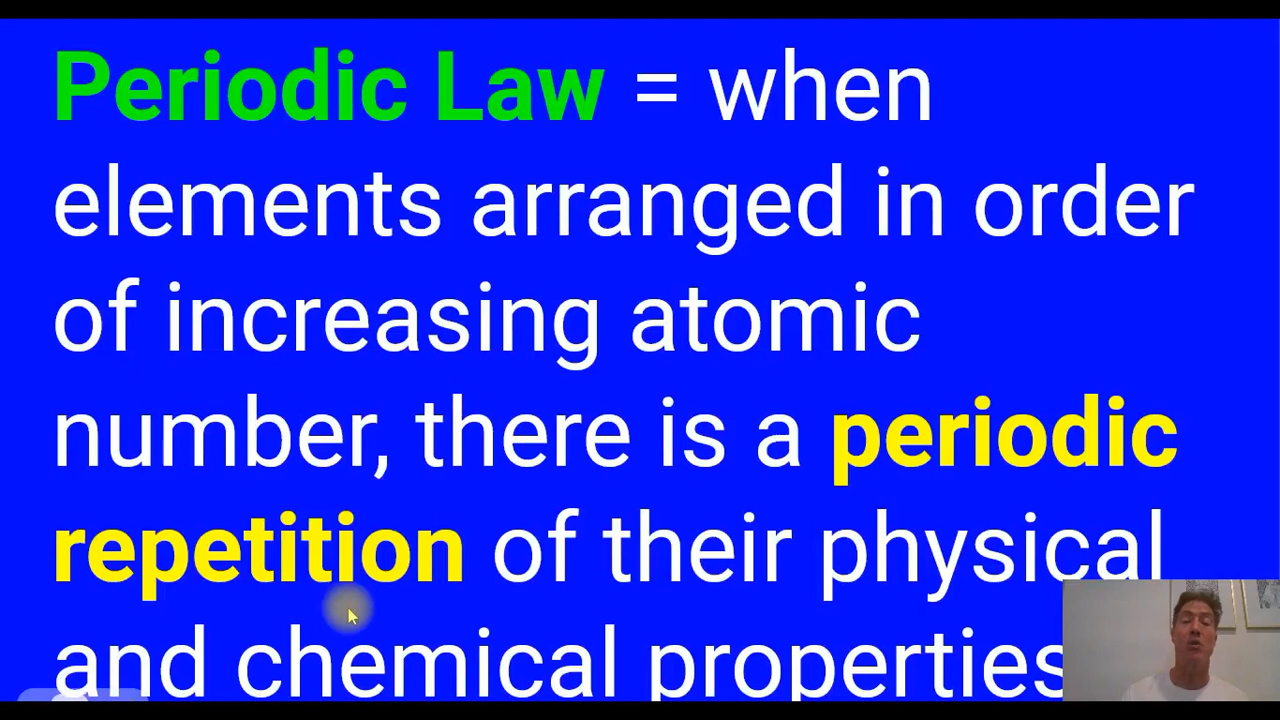 Periodic Law = when
elements arranged in order
of increasing atomic
number, there is a periodic
repetition of their physical
and chemical properties